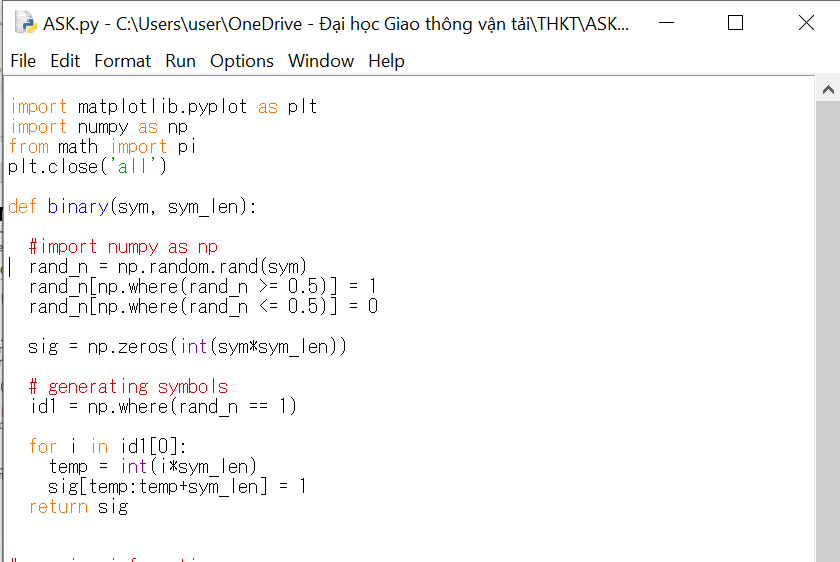 ASK.py - C:\Users\user\OneDrive - Đại học Giao thông vận tải\THKT\ASK...
File Edit Format Run Options Window Help
import matplotlib.pyplot as plt
import numpy as np
from math import pi
plt.close('all')
def binary(sym, sym_len):
#import numpy as np
rand_n = np.random.rand(sym)
rand_n[np.where(rand_n >= 0.5)] = 1
rand_n[np.where(rand_n <= 0.5)] = 0
sig = np.zeros(int(sym*sym_len))
# generating symbols
id1 = np.where(rand_n == 1)
for i in id1[0]:
temp = int(i*sym_len)
sig[temp:temp+sym_len] = 1
return sig